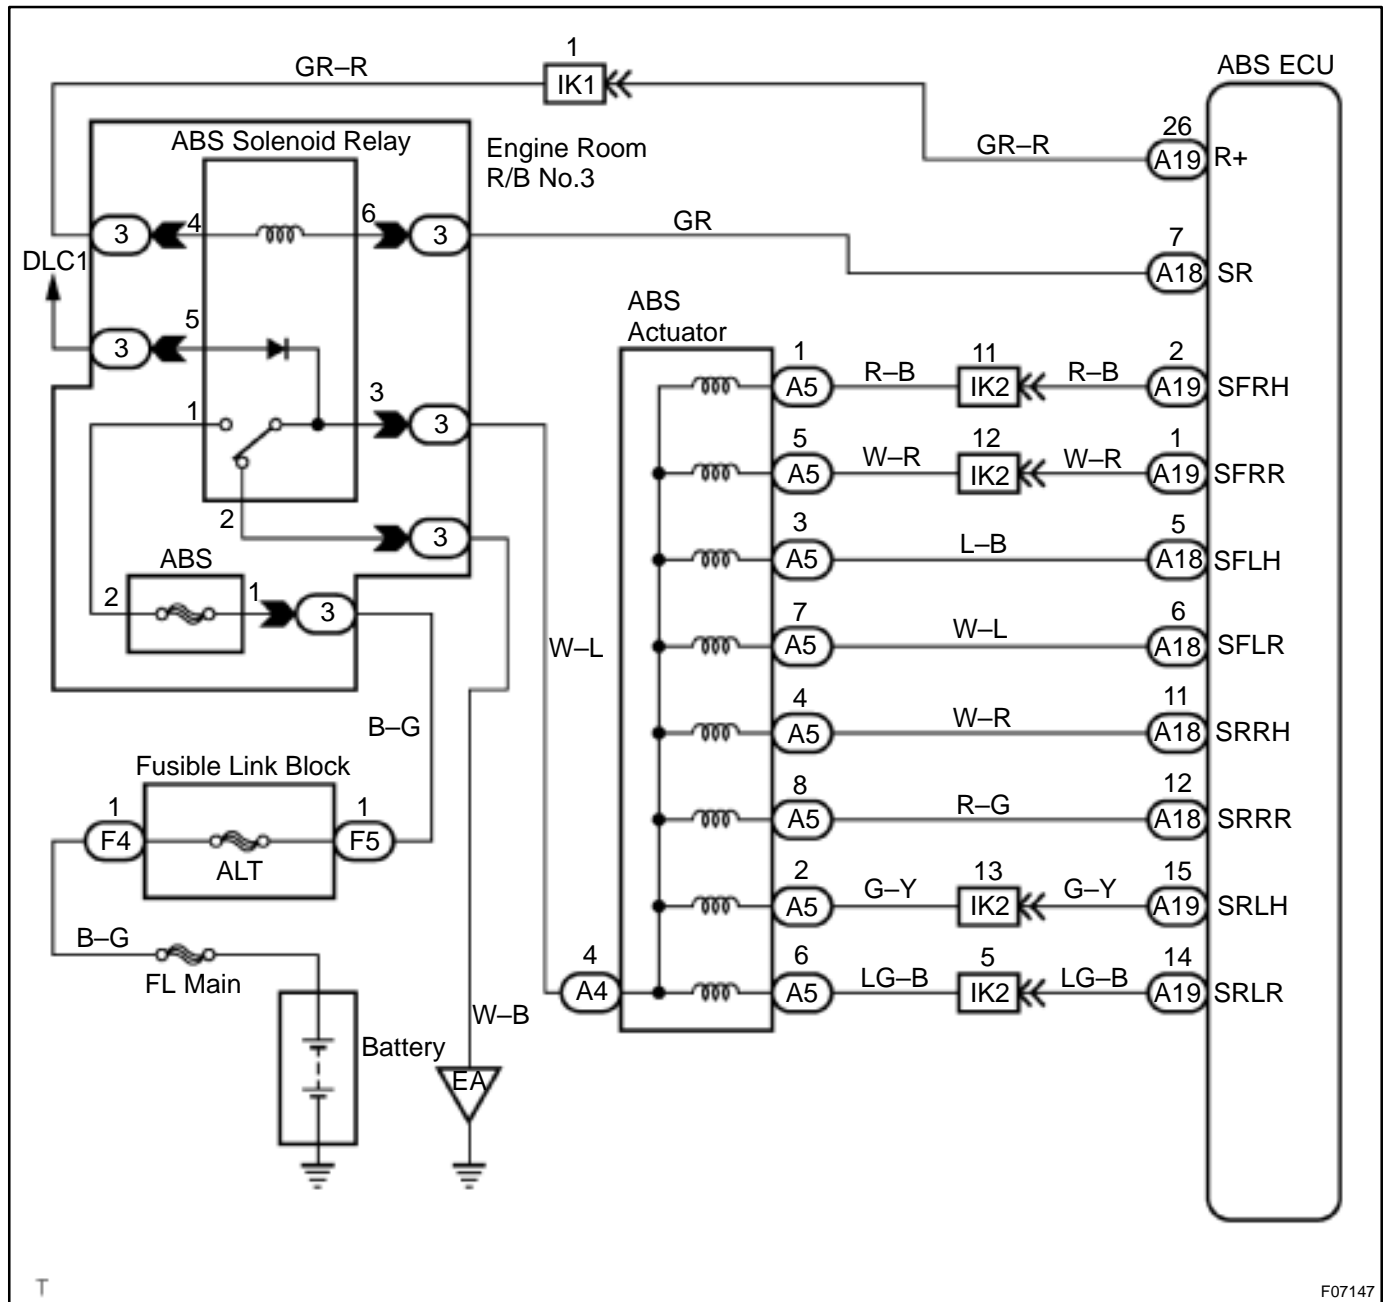 1
GR–R
IK1
ABS ECU
26
ABS Solenoid Relay
Engine Room
R/B No.3
GR–R
A19
R+
4
6
3
3
GR
7
DLC1
A18
SR
5
ABS
Actuator
3
1
11
2
R–B
R–B
A5
IK2
A19
SFRH
1
3
3
5
12
1
W–R
W–R
A5
IK2
A19
SFRR
2
3
3
5
L–B
A5
A18
SFLH
ABS
2
1
3
7
6
W–L
W–L
A5
A18
SFLR
4
11
B–G
W–R
A5
A18
SRRH
Fusible Link Block
1
1
8
12
R–G
F4
F5
A5
A18
SRRR
ALT
2
13
15
G–Y
G–Y
A5
IK2
A19
SRLH
B–G
4
6
5
14
FL Main
LG–B
LG–B
A4
A5
IK2
A19
SRLR
W–B
Battery
EA
T
F07147